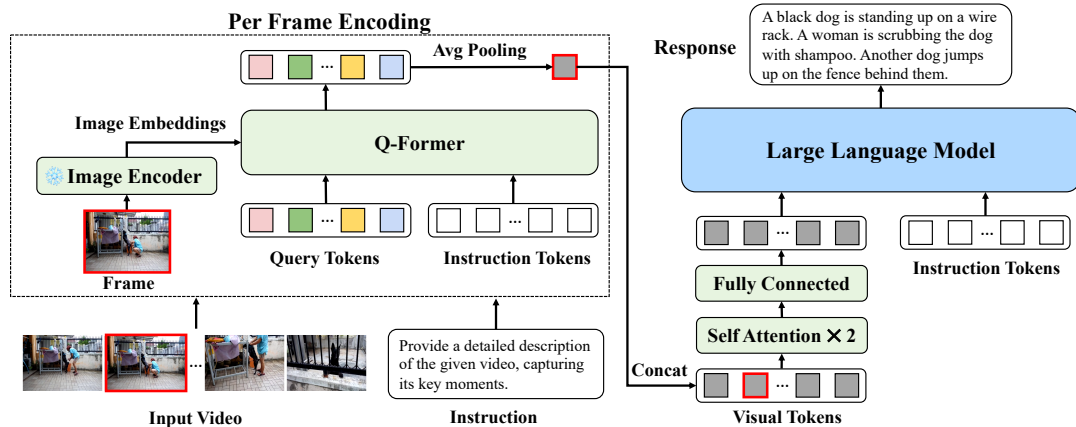 Per Frame Encoding
Avg Pooling
...
Image Embeddings
Q-Former
Image Encoder
...
...
Query Tokens
Instruction Tokens
Frame
...
Input Video
Provide a detailed description
of the given video, capturing
its key moments.
Instruction
Response
A black dog is standing up on a wire
rack. A woman is scrubbing the dog
with shampoo. Another dog jumps
up on the fence behind them.
Large Language Model
...
...
Instruction Tokens
Fully Connected
Self Attention × 2
Concat
...
Visual Tokens